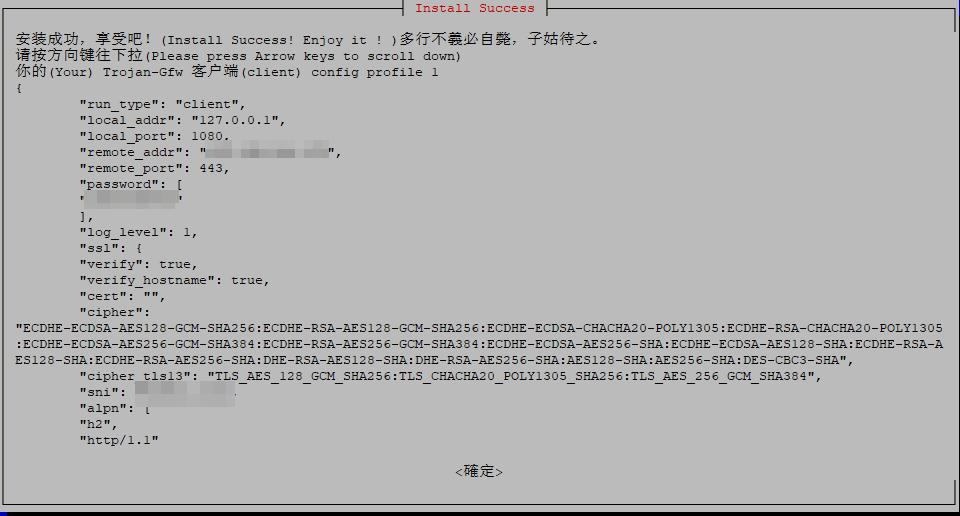 Install Success
安装成功，享受吧！(Install Success! Enjoy it ! )多行不義必自斃，子姑待之。
请按方向键往下拉(Please press Arrow keys to scroll down)
你的(Your) Trojan-Gfw 客户端(client) config profile 1
{
"run_type": "client",
"local_addr": "127.0.0.1",
"local_port": 1080,
"remote_addr": "",
"remote_port": 443,
"password": [
""
],
"log_level": 1,
"ssl": {
"verify": true,
"verify_hostname": true,
"cert": "",
"cipher":
"ECDHE-ECDSA-AES128-GCM-SHA256:ECDHE-RSA-AES128-GCM-SHA256:ECDHE-ECDSA-CHACHA20-POLY1305:ECDHE-RSA-CHACHA20-POLY1305
:ECDHE-ECDSA-AES256-GCM-SHA384:ECDHE-RSA-AES256-GCM-SHA384:ECDHE-ECDSA-AES256-SHA:ECDHE-ECDSA-AES128-SHA:ECDHE-RSA-A
ES128-SHA:ECDHE-RSA-AES256-SHA:DHE-RSA-AES128-SHA:DHE-RSA-AES256-SHA:AES128-SHA:AES256-SHA:DES-CBC3-SHA",
"cipher_tls13": "TLS_AES_128_GCM_SHA256:TLS_CHACHA20_POLY1305_SHA256:TLS_AES_256_GCM_SHA384",
"sni":
"alpn": [
"h2",
"http/1.1"
<確定>